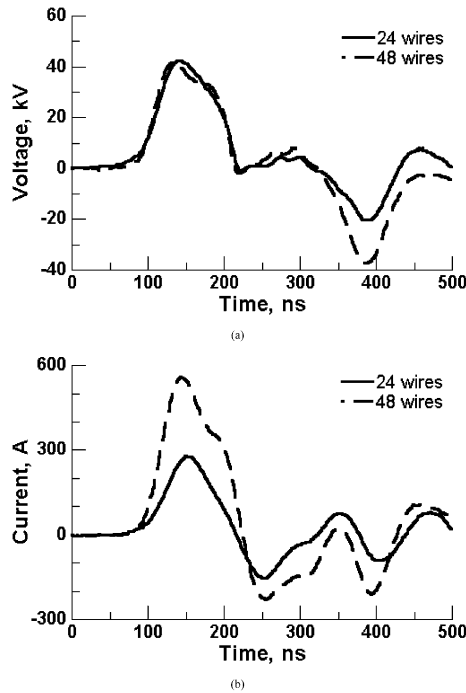 60
40
20
0
-20
-40
Voltage, kV
24 wires
48 wires
0 100 200 300 400 500
Time, ns
(a)
600
300
0
-300
Current, A
24 wires
48 wires
0 100 200 300 400 500
Time, ns
(b)